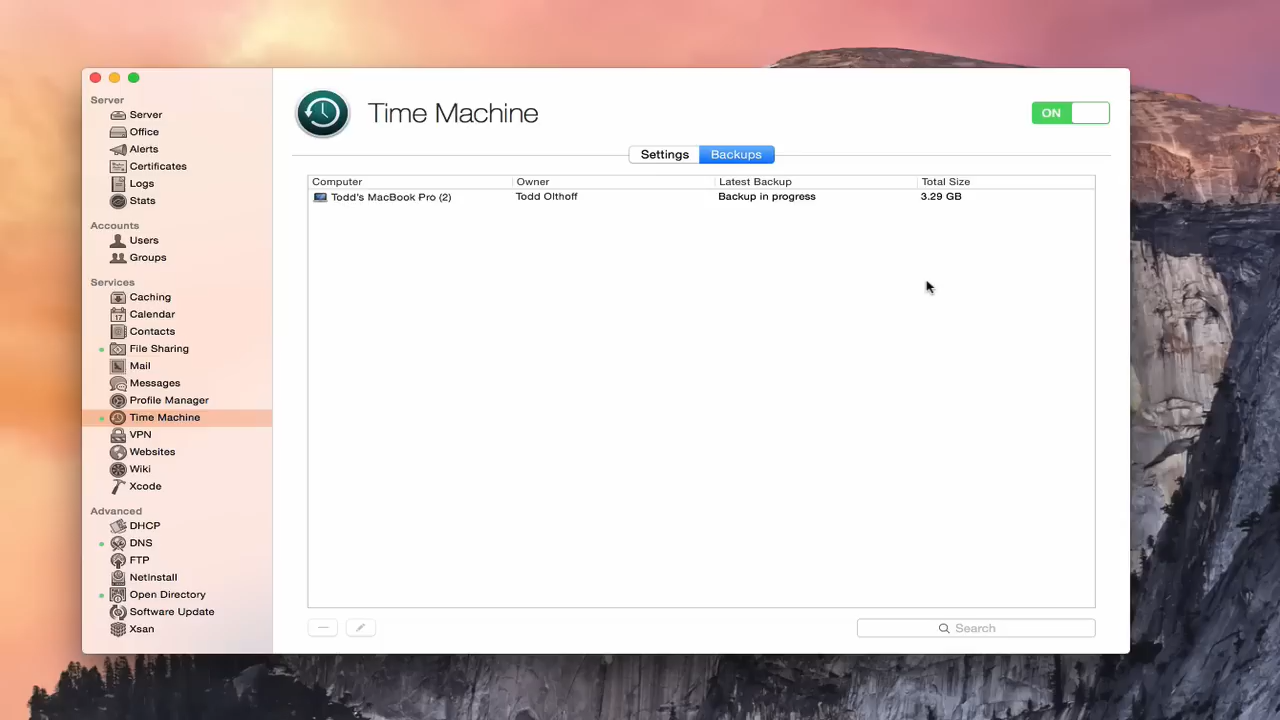 Server
Server
Office
Alerts
Certificates
Logs
Stats
Accounts
Users
Groups
Services
Caching
17
Calendar
Contacts
File Sharing
Mail
Messages
Profile Manager
Time Machine
VPN
Websites
Wiki
Xcode
Advanced
DHCP
DNS
FTP
NetInstall
Open Directory
Software Update
Xsan
Time Machine
ON
Settings Backups
Computer Owner Latest Backup Total Size
Todd's MacBook Pro (2) Todd Olthoff Backup in progress 3.29 GB
Search